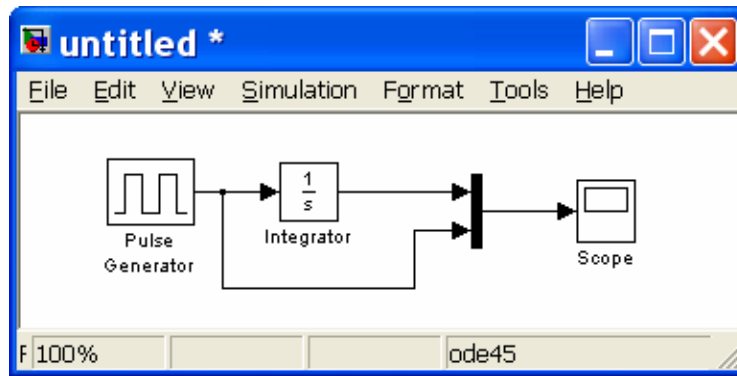 untitled *
File Edit View Simulation Format Tools Help
1
s
Pulse
Generator
Integrator
Scope
F 100% ode45